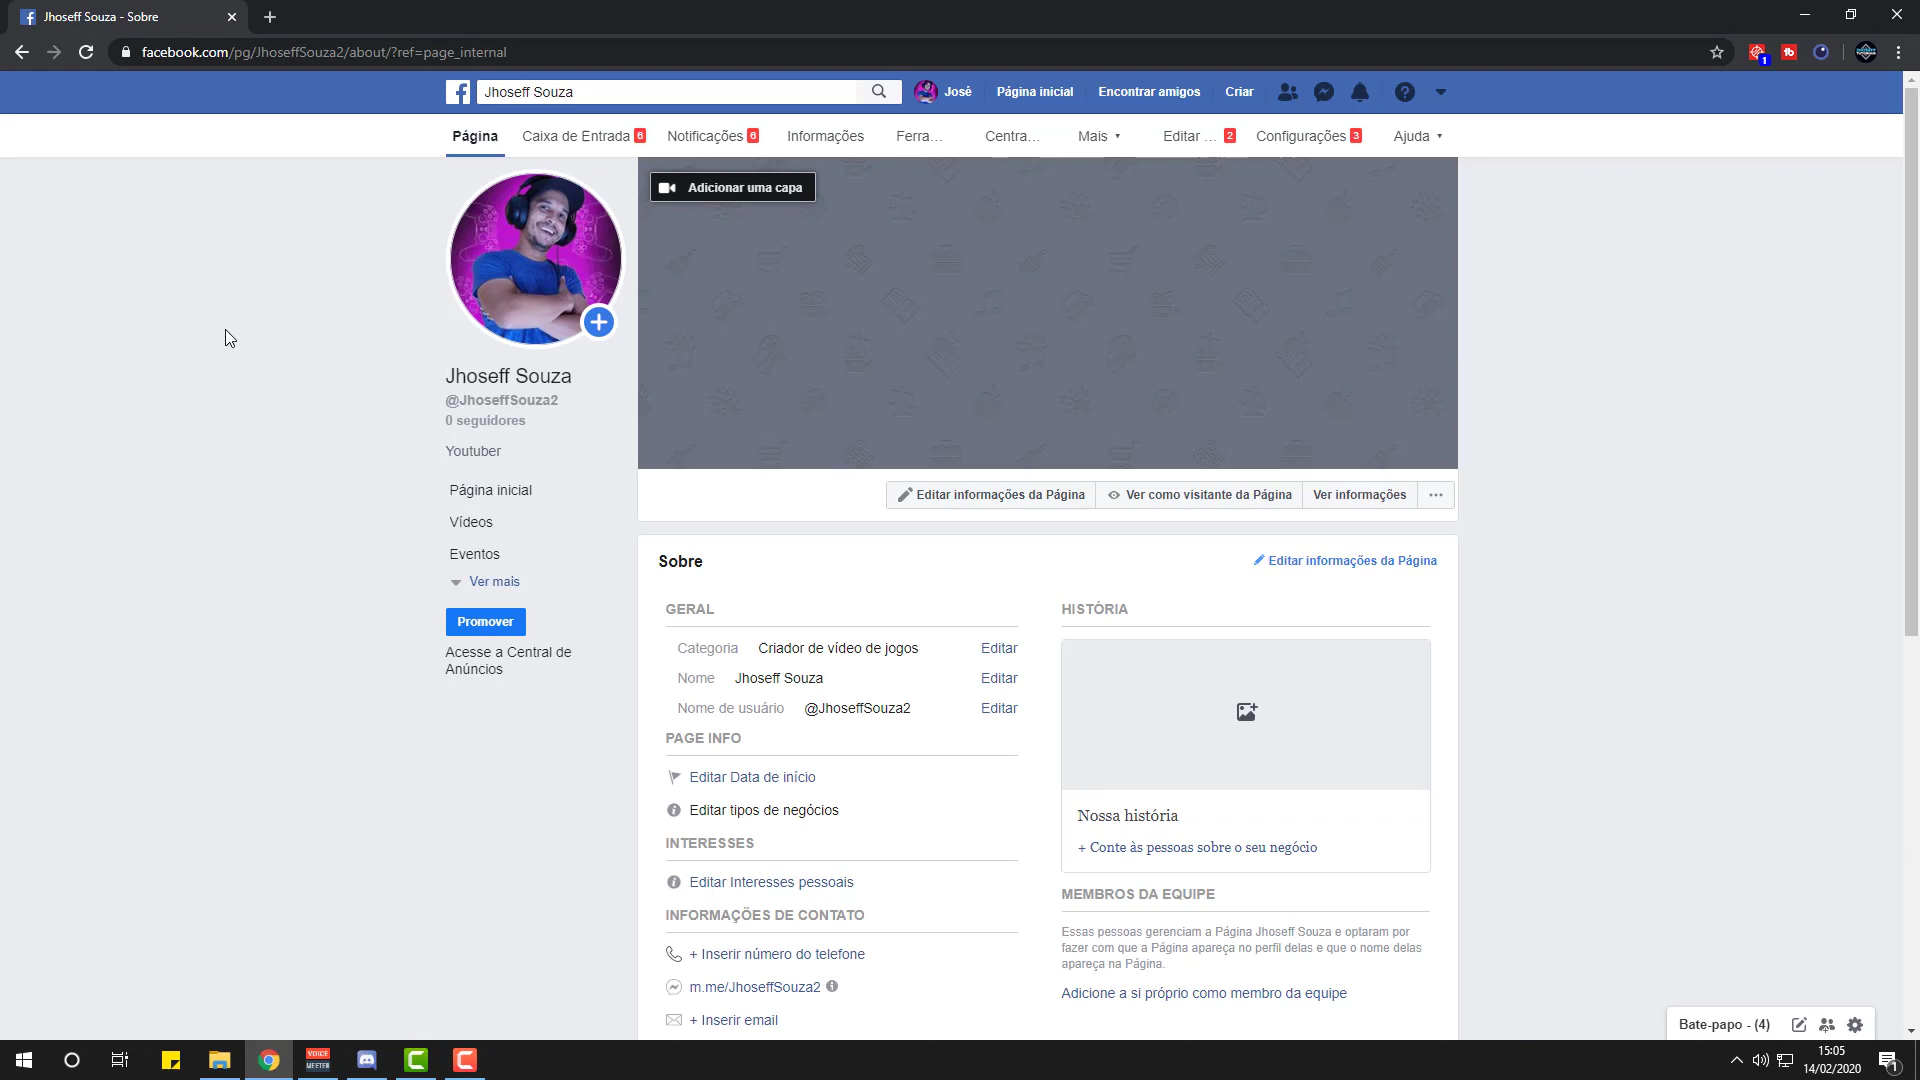 Jhoseff Souza - Sobre
facebook.com/pg/JhoseffSouza2/about/?ref=page_internal
1
Jhoseff Souza
José
Página inicial
Encontrar amigos
Criar
Página
Caixa de Entrada 6
Notificações 6
Informações
Ferra...
Centra...
Mais
Editar ... 2
Configurações 3
Ajuda
Adicionar uma capa
Jhoseff Souza
@JhoseffSouza2
0 seguidores
Youtuber
Página inicial
Vídeos
Eventos
Ver mais
Promover
Acesse a Central de
Anúncios
Editar informações da Página
Ver como visitante da Página
Ver informações
Sobre
Editar informações da Página
GERAL
Categoria Criador de vídeo de jogos Editar
Nome Jhoseff Souza Editar
Nome de usuário @JhoseffSouza2 Editar
PAGE INFO
Editar Data de início
Editar tipos de negócios
INTERESSES
Editar Interesses pessoais
INFORMAÇÕES DE CONTATO
+ Inserir número do telefone
m.me/JhoseffSouza2
+ Inserir email
HISTÓRIA
Nossa história
+ Conte às pessoas sobre o seu negócio
MEMBROS DA EQUIPE
Essas pessoas gerenciam a Página Jhoseff Souza e optaram por
fazer com que a Página apareça no perfil delas e que o nome delas
apareça na Página.
Adicione a si próprio como membro da equipe
Bate-papo - (4)
VOICE
MEETER
15:05
14/02/2020
1